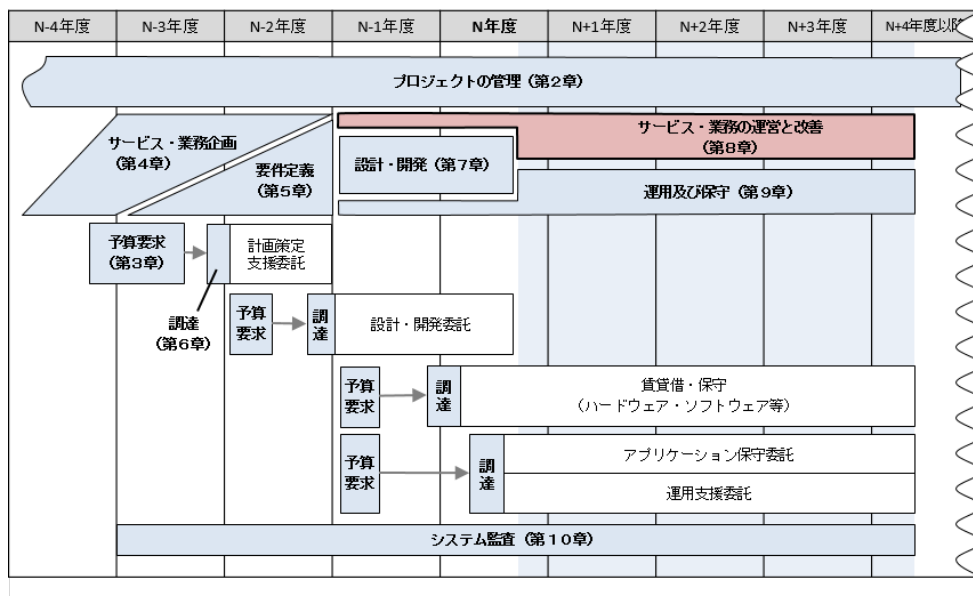 N-4年度 N-3年度 N-2年度 N-1年度 N年度 N+1年度 N+2年度 N+3年度 N+4年度以降
プロジェクトの管理（第２章）
サービス・業務企画
（第４章）
要件定義
（第５章）
サービス・業務の運営と改善
（第８章）
設計・開発（第７章）
運用及び保守（第９章）
予算要求
（第３章）
計画策定
支援委託
調達
（第６章）
予算
要求
調
達
設計・開発委託
予算
要求
調
達
賃貸借・保守
（ハードウェア・ソフトウェア等）
予算
要求
調
達
アプリケーション保守委託
運用支援委託
システム監査（第１０章）